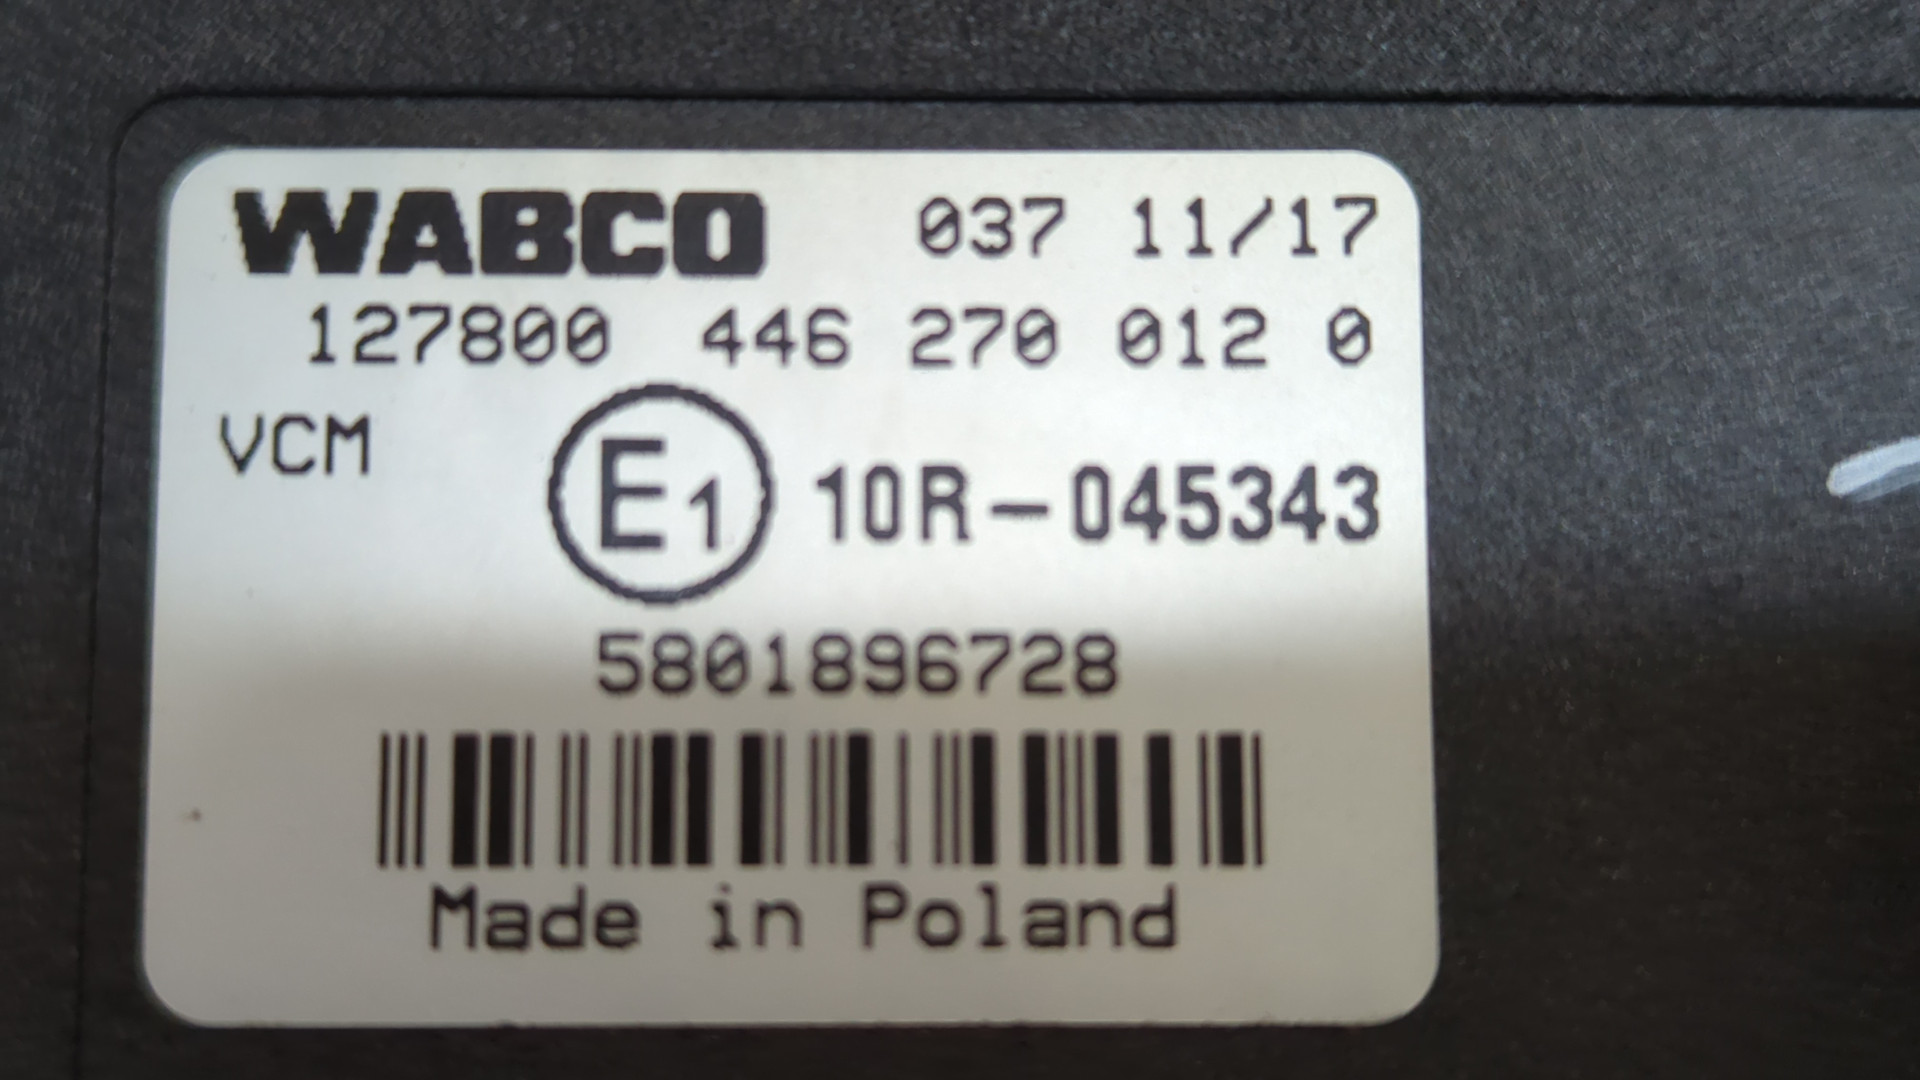 WABCO 037 11/17
127800 446 270 012 0
VCM
E1 10R-045343
5801896728
Made in Poland